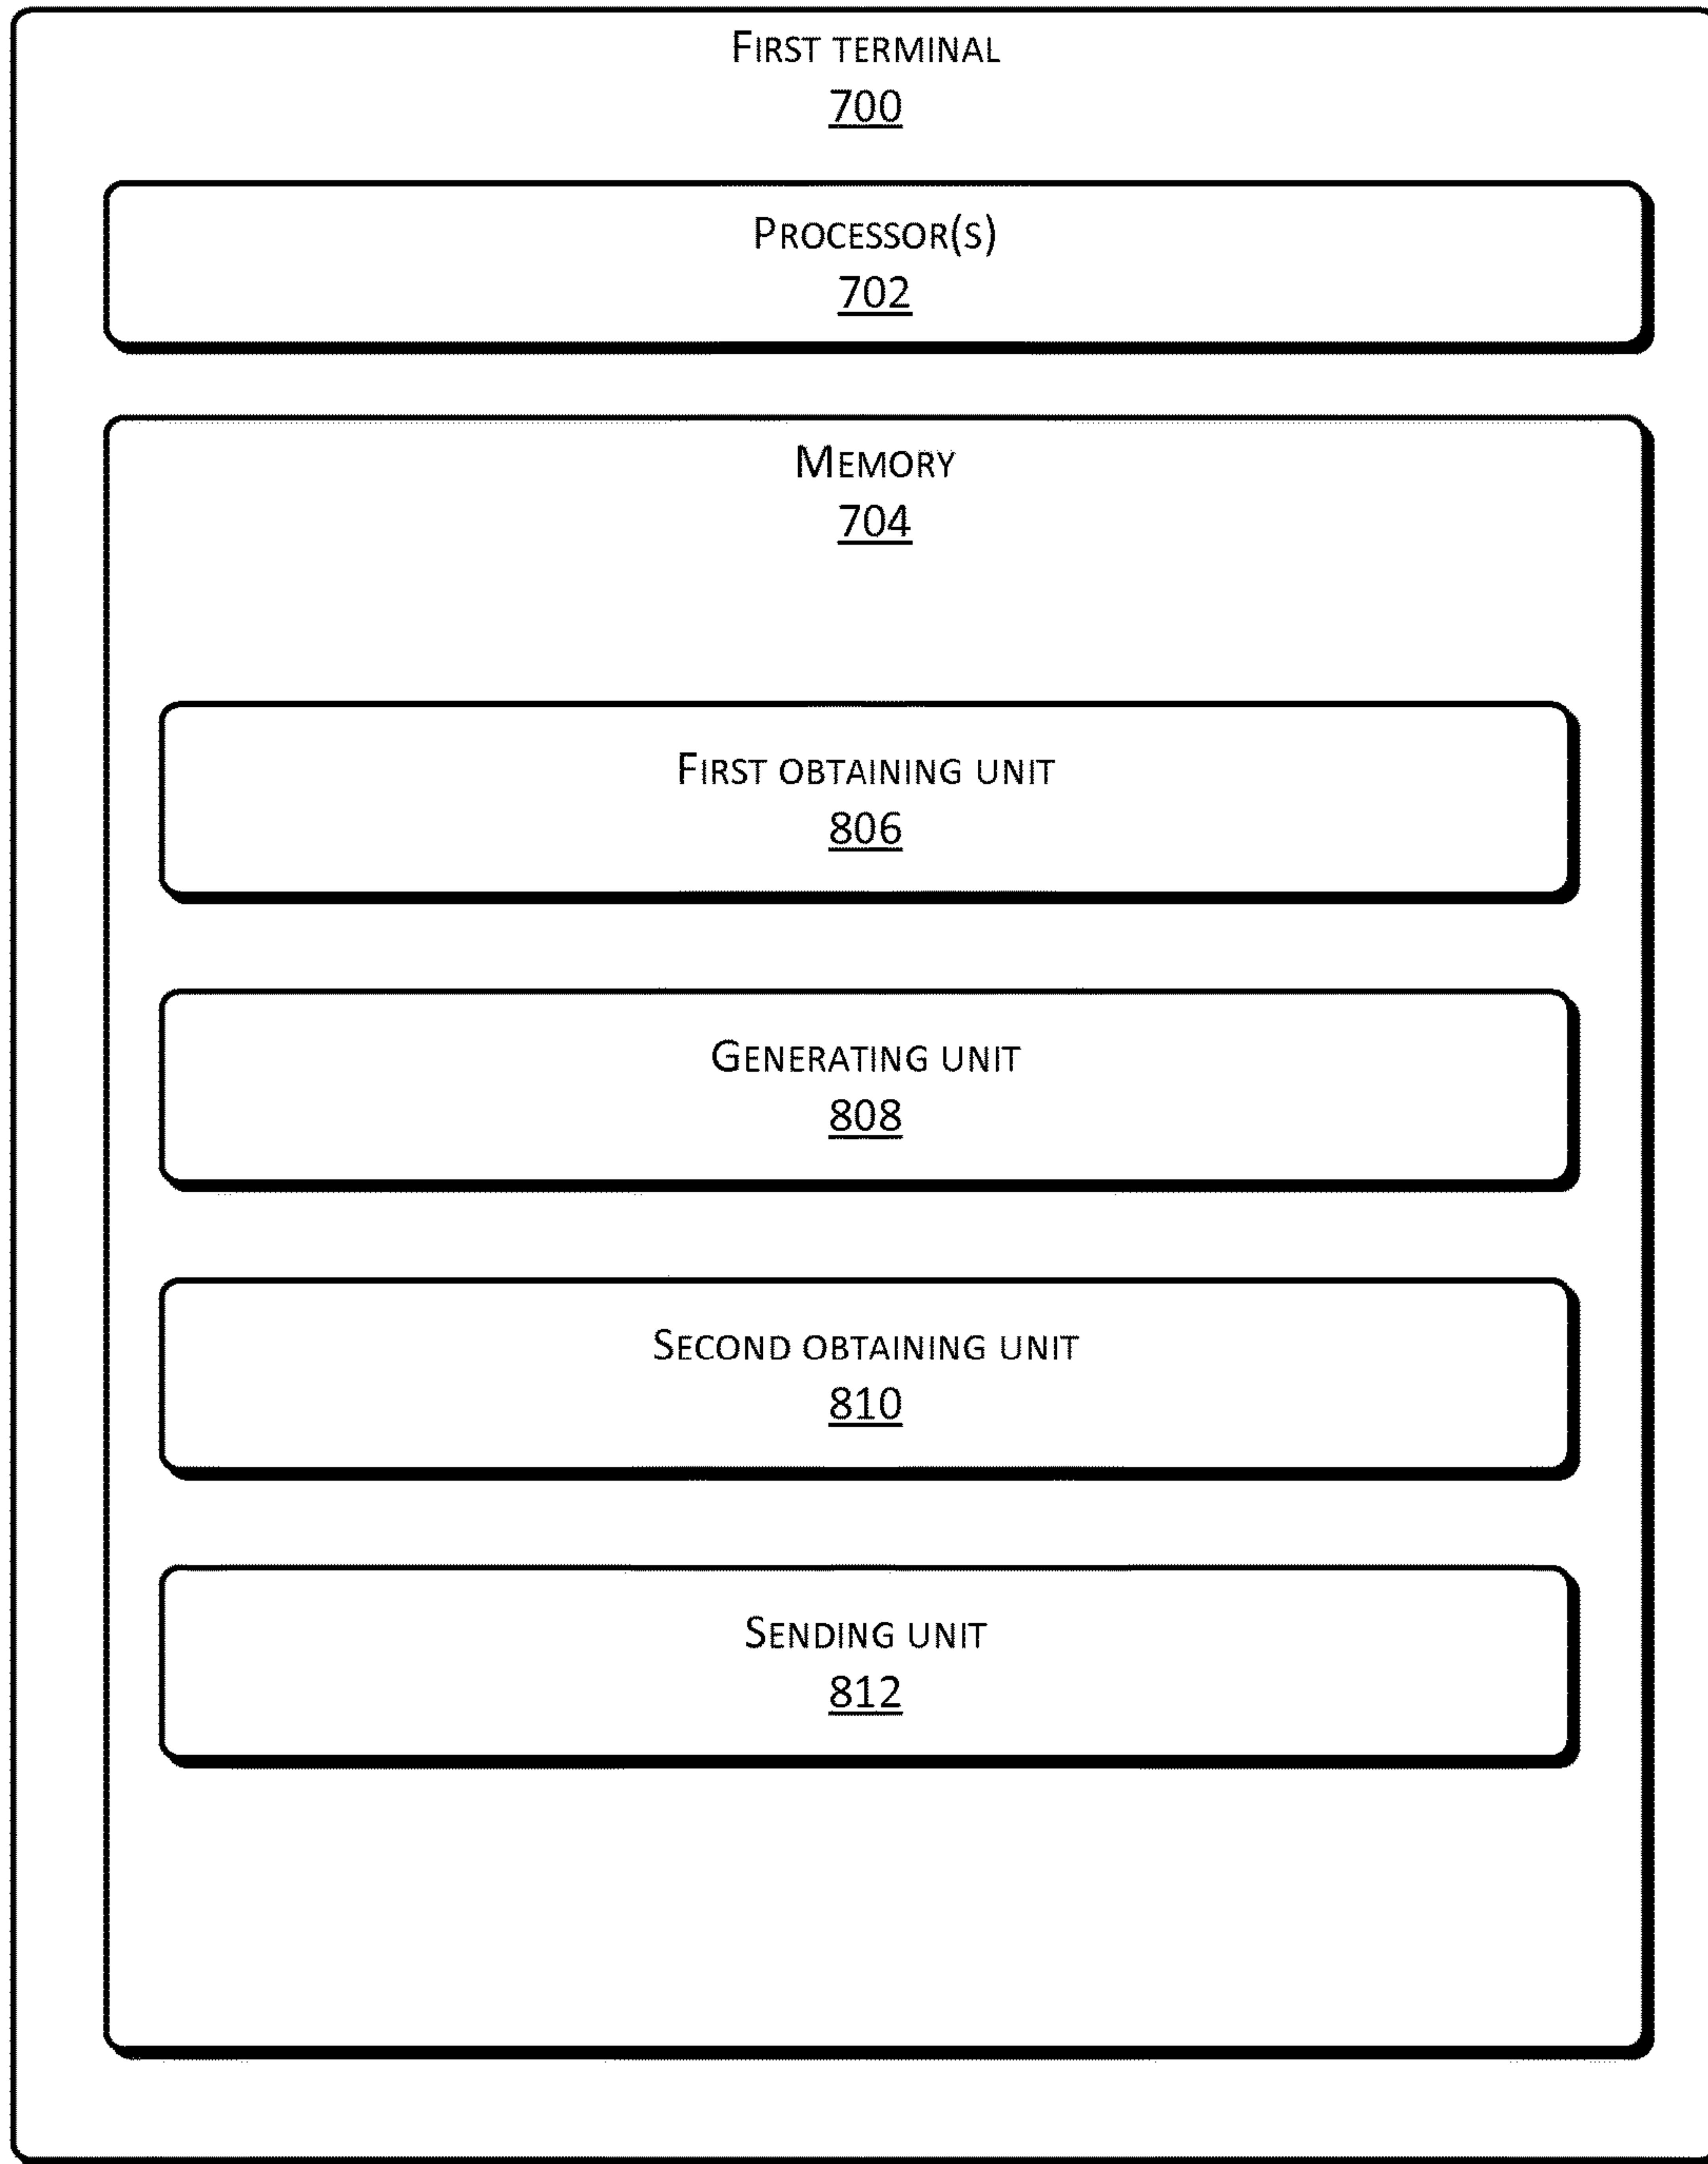 First terminal
700
Processor(s)
702
Memory
704
First obtaining unit
806
Generating unit
808
Second obtaining unit
810
Sending unit
812